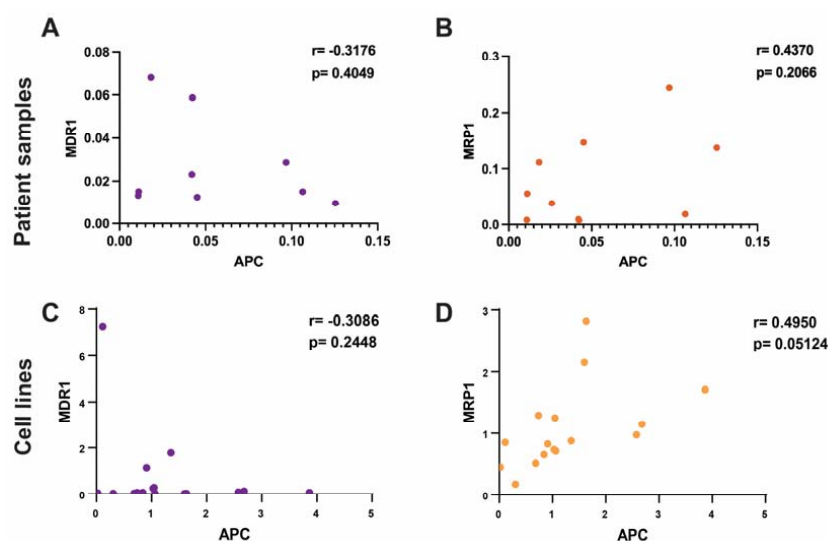 A
B
Patient samples
r= -0.3176
p= 0.4049
0.08
0.06
0.04
0.02
0.00
MDR1
0.00
0.05
0.10
0.15
APC
r= 0.4370
p= 0.2066
0.3
0.2
0.1
0.0
MRP1
0.00
0.05
0.10
0.15
APC
C
D
Cell lines
r= -0.3086
p= 0.2448
8
6
4
2
0
MDR1
0
1
2
3
4
5
APC
r= 0.4950
p= 0.05124
3
2
1
0
MRP1
0
1
2
3
4
5
APC